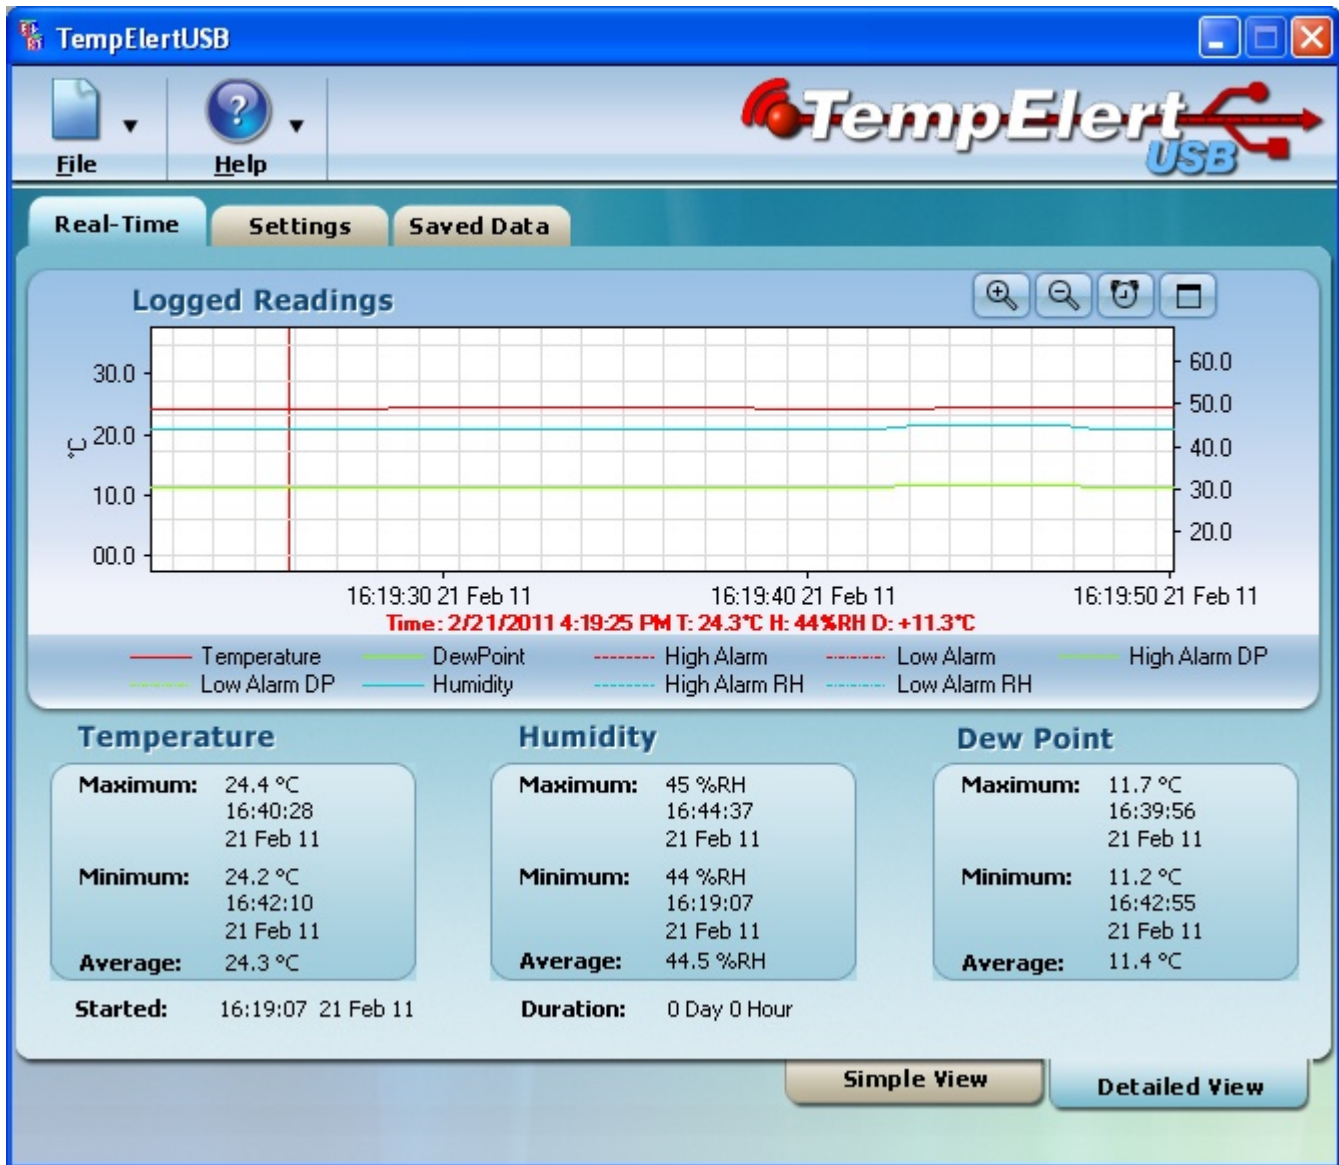 TempElertUSB
File
Help
TempElert
USB
Real-Time Settings Saved Data
Logged Readings
30.0
20.0
10.0
00.0
°C
60.0
50.0
40.0
30.0
20.0
16:19:30 21 Feb 11 16:19:40 21 Feb 11 16:19:50 21 Feb 11
Time: 2/21/2011 4:19:25 PM T: 24.3°C H: 44%RH D: +11.3°C
Temperature DewPoint High Alarm Low Alarm High Alarm DP
Low Alarm DP Humidity High Alarm RH Low Alarm RH
Temperature
Maximum: 24.4 °C
16:40:28
21 Feb 11
Minimum: 24.2 °C
16:42:10
21 Feb 11
Average: 24.3 °C
Humidity
Maximum: 45 %RH
16:44:37
21 Feb 11
Minimum: 44 %RH
16:19:07
21 Feb 11
Average: 44.5 %RH
Dew Point
Maximum: 11.7 °C
16:39:56
21 Feb 11
Minimum: 11.2 °C
16:42:55
21 Feb 11
Average: 11.4 °C
Started: 16:19:07 21 Feb 11
Duration: 0 Day 0 Hour
Simple View Detailed View